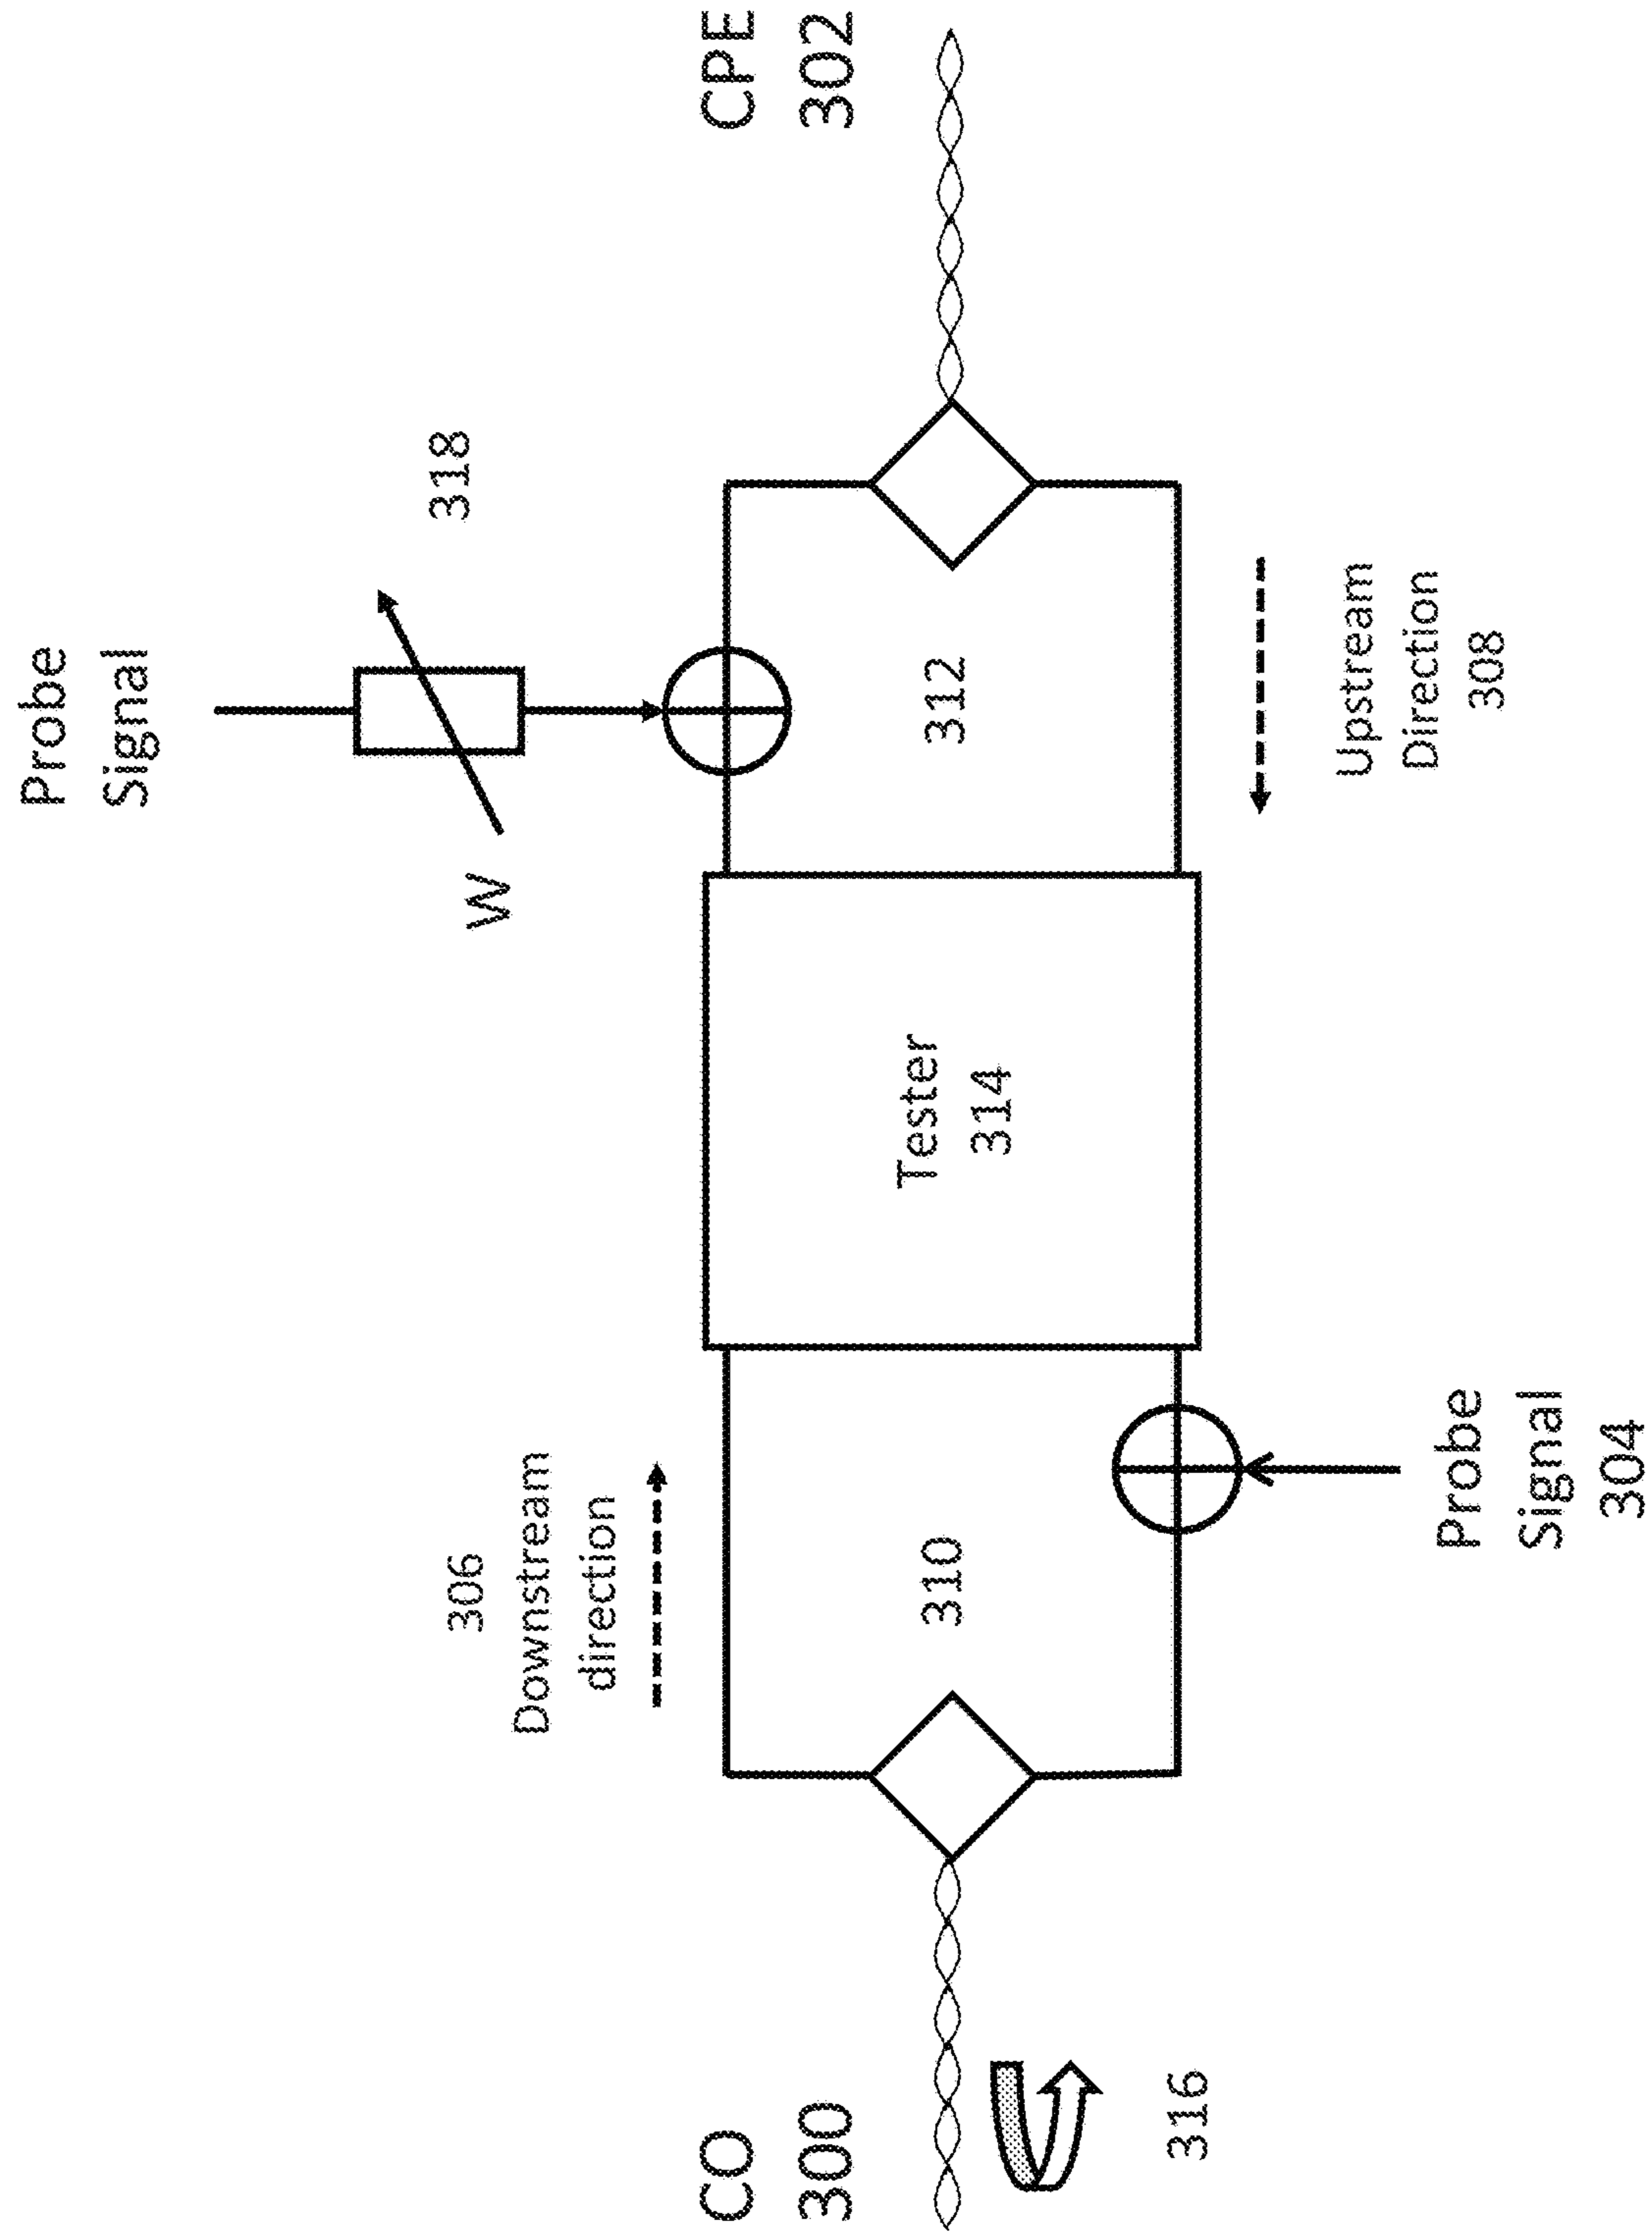 Probe
Signal
318
W
306
Downstream
direction
CO
300
CPE
302
310
Tester
314
312
316
Upstream
Direction
308
Probe
Signal
304